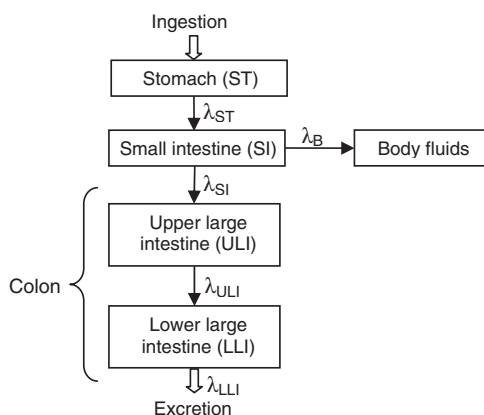 Ingestion
Stomach (ST)
λST
Small intestine (SI)
λB
Body fluids
λSI
Upper large
intestine (ULI)
Colon
λULI
Lower large
intestine (LLI)
λLLI
Excretion